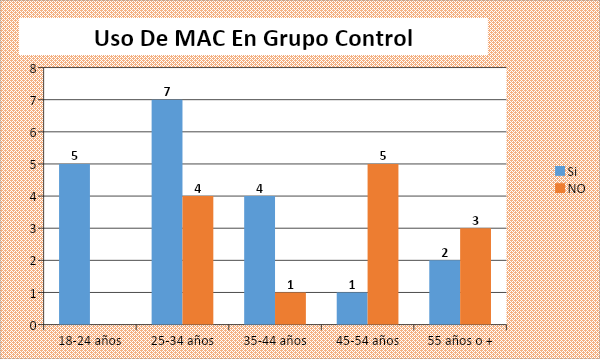 Uso De MAC En Grupo Control
8
7
6
5
4
3
2
1
0
5
7
4
4
1
1
5
2
3
18-24 años
25-34 años
35-44 años
45-54 años
55 años o +
Si
NO